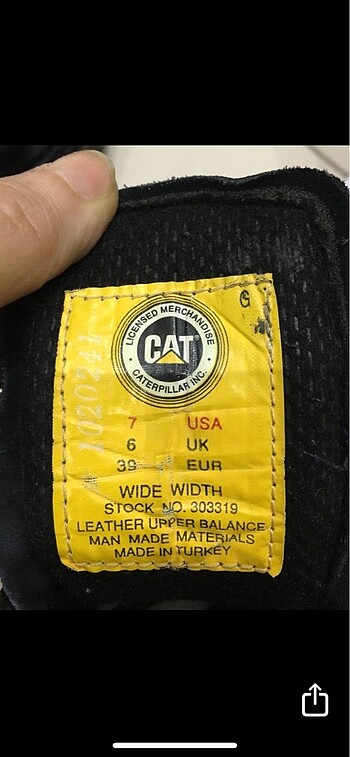 G
LICENSED MERCHANDISE
CAT®
CATERPILLAR INC.
7 USA
6 UK
39 EUR
WIDE WIDTH
STOCK NO. 303319
LEATHER UPPER BALANCE
MAN MADE MATERIALS
MADE IN TURKEY